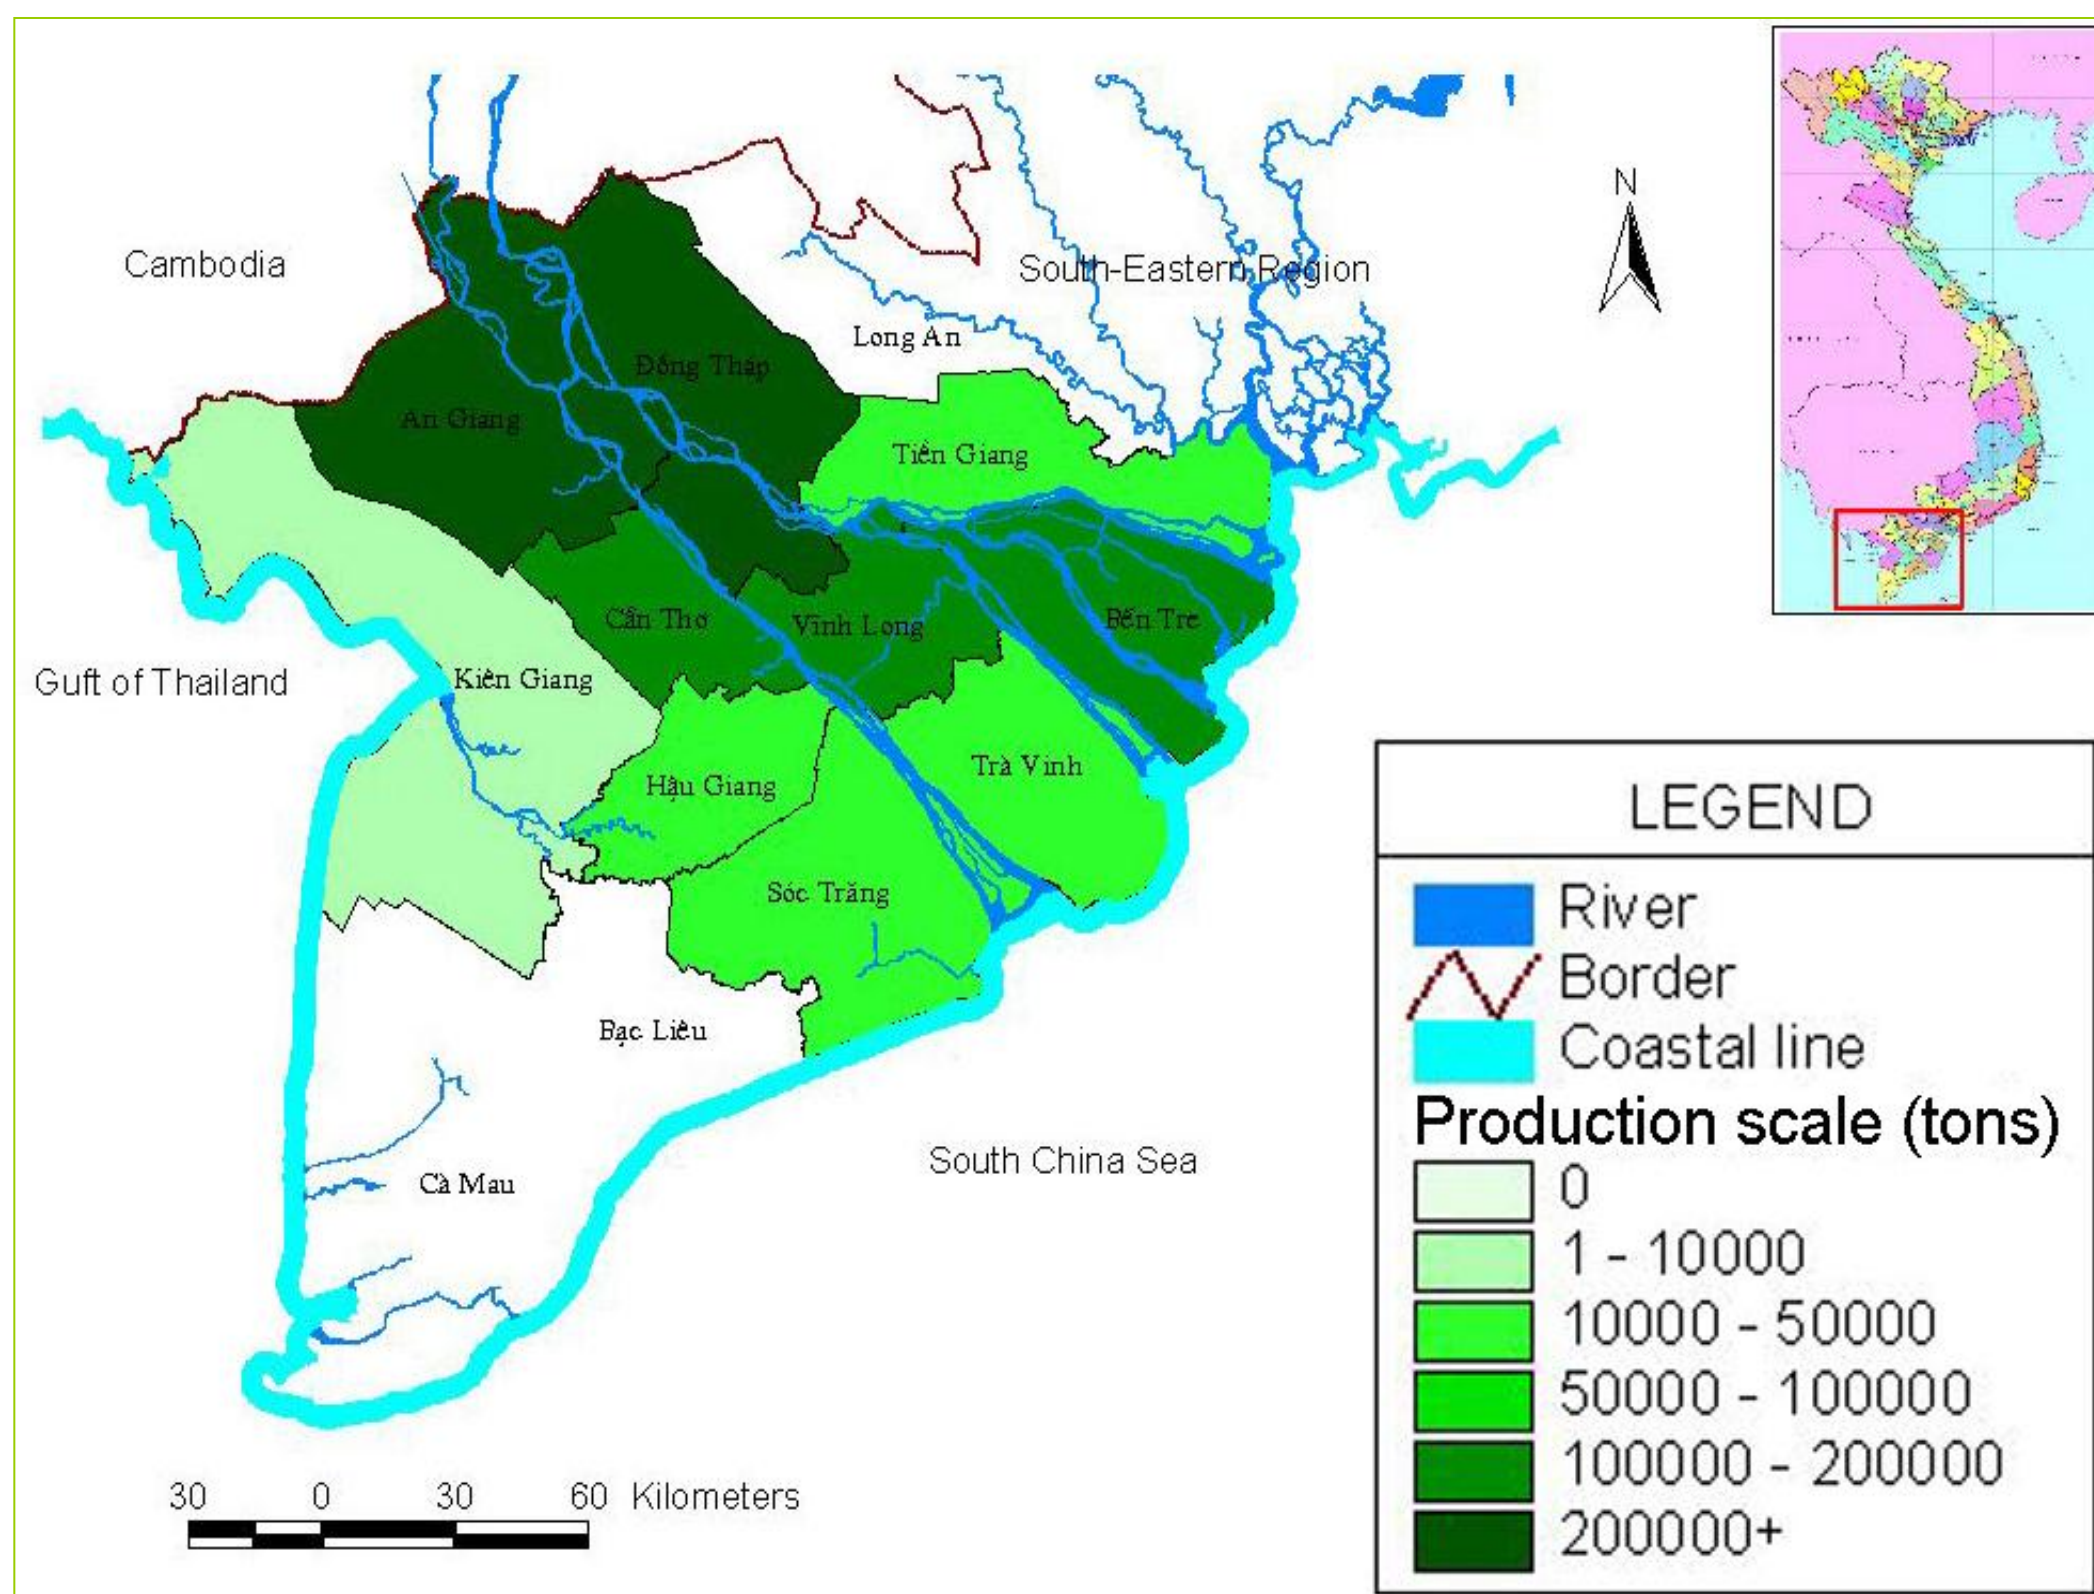 N
Cambodia
South-Eastern Region
Long An
Đồng Tháp
An Giang
Tiền Giang
Cần Thơ
Vĩnh Long
Bến Tre
Guft of Thailand
Kiên Giang
Trà Vinh
Hậu Giang
Sóc Trăng
Bạc Liêu
South China Sea
Cà Mau
30 0 30 60 Kilometers
LEGEND
River
Border
Coastal line
Production scale (tons)
0
1 - 10000
10000 - 50000
50000 - 100000
100000 - 200000
200000+